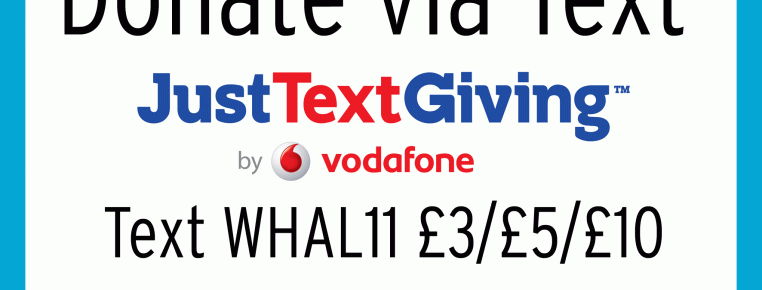 Donate via Text
JustTextGiving™
by vodafone
Text WHAL11 £3/£5/£10